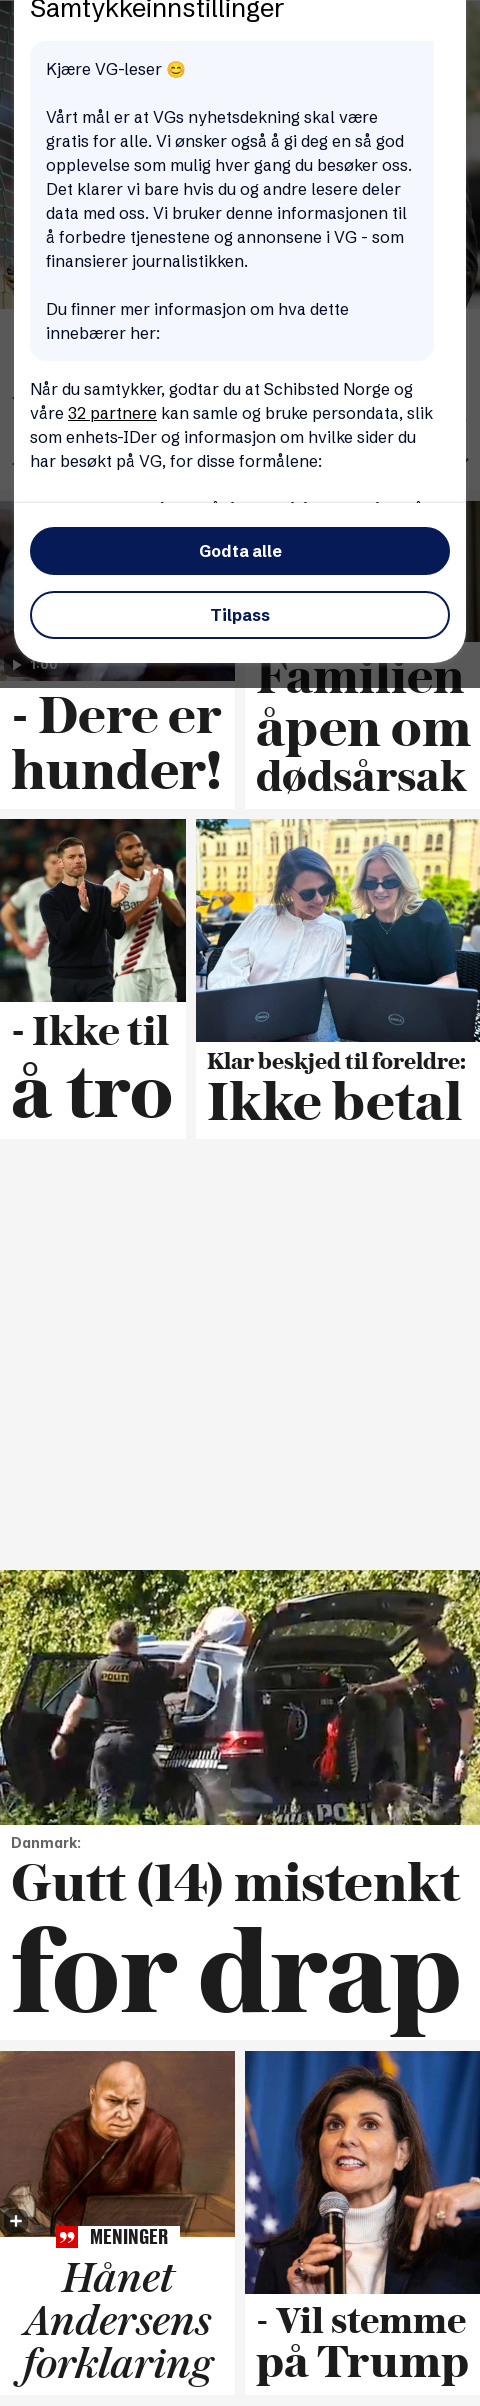 Samtykkeinnstillinger
Kjære VG-leser 😊
Vårt mål er at VGs nyhetsdekning skal være
gratis for alle. Vi ønsker også å gi deg en så god
opplevelse som mulig hver gang du besøker oss.
Det klarer vi bare hvis du og andre lesere deler
data med oss. Vi bruker denne informasjonen til
å forbedre tjenestene og annonsene i VG - som
finansierer journalistikken.
Du finner mer informasjon om hva dette
innebærer her:
Når du samtykker, godtar du at Schibsted Norge og
våre 32 partnere kan samle og bruke persondata, slik
som enhets-IDer og informasjon om hvilke sider du
har besøkt på VG, for disse formålene:
Godta alle
Tilpass
1:00
- Dere er
hunder!
Familien
åpen om
dødsårsak
- Ikke til
å tro
Klar beskjed til foreldre:
Ikke betal
POLITI
PO
Danmark:
Gutt (14) mistenkt
for drap
MENINGER
Hånet
Andersens
forklaring
- Vil stemme
på Trump